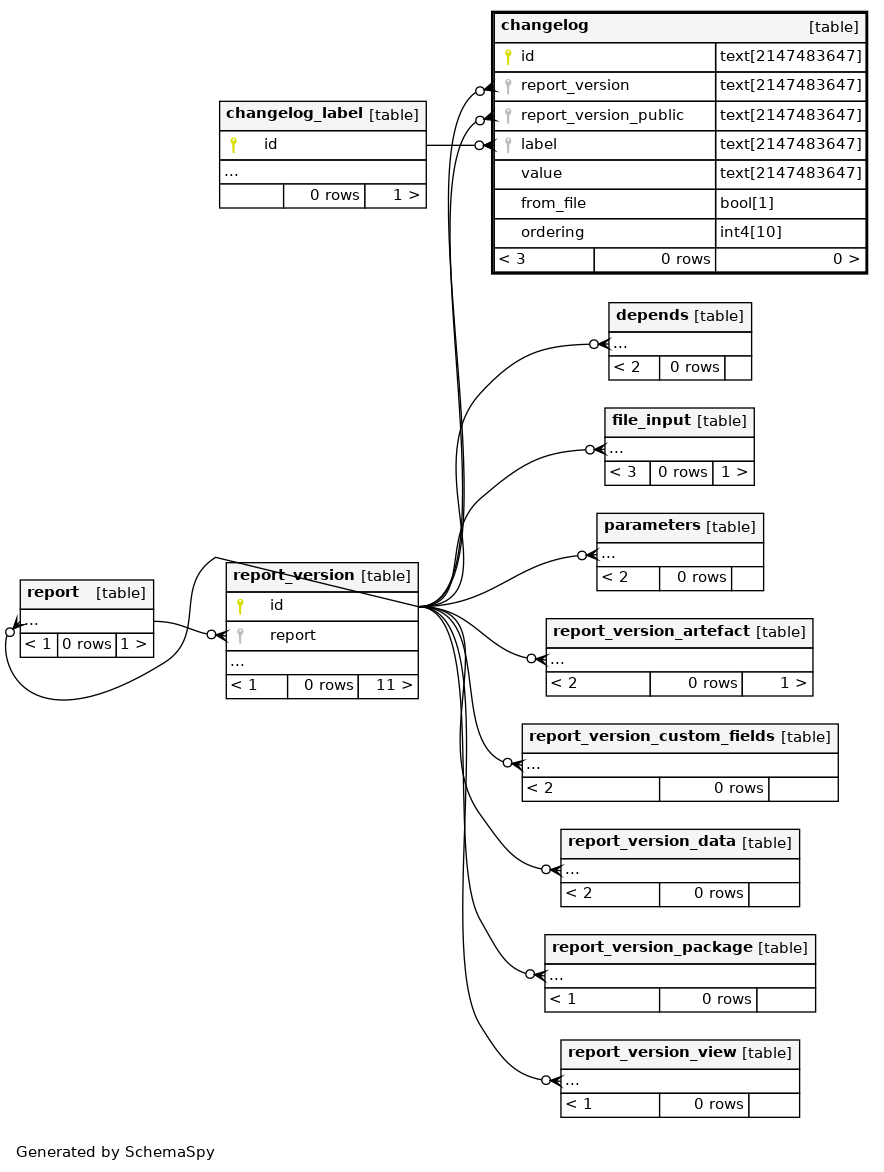 changelog [table]
id text[2147483647]
report_version text[2147483647]
report_version_public text[2147483647]
label text[2147483647]
value text[2147483647]
from_file bool[1]
ordering int4[10]
< 3 0 rows 0 >
changelog_label [table]
id
...
0 rows 1 >
depends [table]
...
< 2 0 rows
file_input [table]
...
< 3 0 rows 1 >
parameters [table]
...
< 2 0 rows
report [table]
...
< 1 0 rows 1 >
report_version [table]
id
report
...
< 1 0 rows 11 >
report_version_artefact [table]
...
< 2 0 rows 1 >
report_version_custom_fields [table]
...
< 2 0 rows
report_version_data [table]
...
< 2 0 rows
report_version_package [table]
...
< 1 0 rows
report_version_view [table]
...
< 1 0 rows
Generated by SchemaSpy